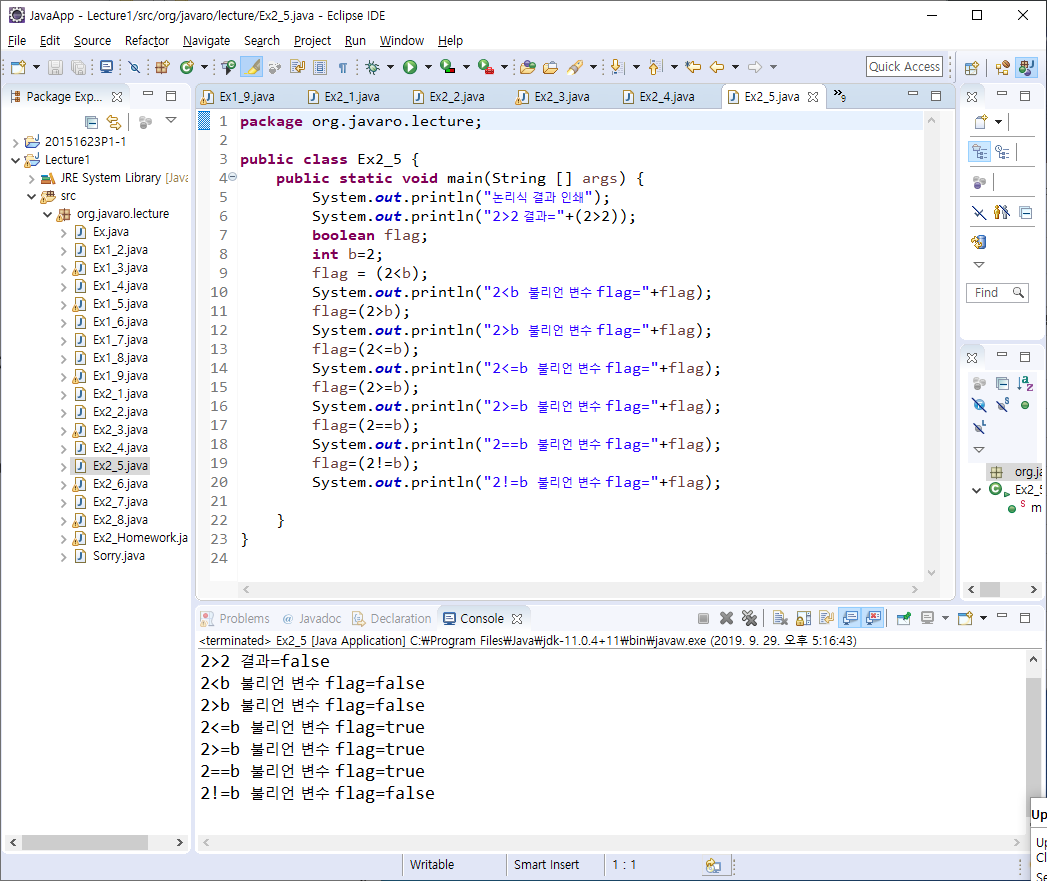 JavaApp - Lecture1/src/org/javaro/lecture/Ex2_5.java - Eclipse IDE
File Edit Source Refactor Navigate Search Project Run Window Help
Quick Access
Package Exp...
20151623P1-1
Lecture1
JRE System Library [Java
src
org.javaro.lecture
Ex.java
Ex1_2.java
Ex1_3.java
Ex1_4.java
Ex1_5.java
Ex1_6.java
Ex1_7.java
Ex1_8.java
Ex1_9.java
Ex2_1.java
Ex2_2.java
Ex2_3.java
Ex2_4.java
Ex2_5.java
Ex2_6.java
Ex2_7.java
Ex2_8.java
Ex2_Homework.ja
Sorry.java
Ex1_9.java Ex2_1.java Ex2_2.java Ex2_3.java Ex2_4.java Ex2_5.java »9
1 package org.javaro.lecture;
2
3 public class Ex2_5 {
4 public static void main(String [] args) {
5 System.out.println("논리식 결과 인쇄");
6 System.out.println("2>2 결과="+(2>2));
7 boolean flag;
8 int b=2;
9 flag = (2<b);
10 System.out.println("2<b 불리언 변수 flag="+flag);
11 flag=(2>b);
12 System.out.println("2>b 불리언 변수 flag="+flag);
13 flag=(2<=b);
14 System.out.println("2<=b 불리언 변수 flag="+flag);
15 flag=(2>=b);
16 System.out.println("2>=b 불리언 변수 flag="+flag);
17 flag=(2==b);
18 System.out.println("2==b 불리언 변수 flag="+flag);
19 flag=(2!=b);
20 System.out.println("2!=b 불리언 변수 flag="+flag);
21
22 }
23 }
24
Find
org.ja
Ex2_5
S m
Problems @ Javadoc Declaration Console
<terminated> Ex2_5 [Java Application] C:₩Program Files₩Java₩jdk-11.0.4+11₩bin₩javaw.exe (2019. 9. 29. 오후 5:16:43)
2>2 결과=false
2<b 불리언 변수 flag=false
2>b 불리언 변수 flag=false
2<=b 불리언 변수 flag=true
2>=b 불리언 변수 flag=true
2==b 불리언 변수 flag=true
2!=b 불리언 변수 flag=false
Up
Up
Cl
Se
Writable Smart Insert 1 : 1